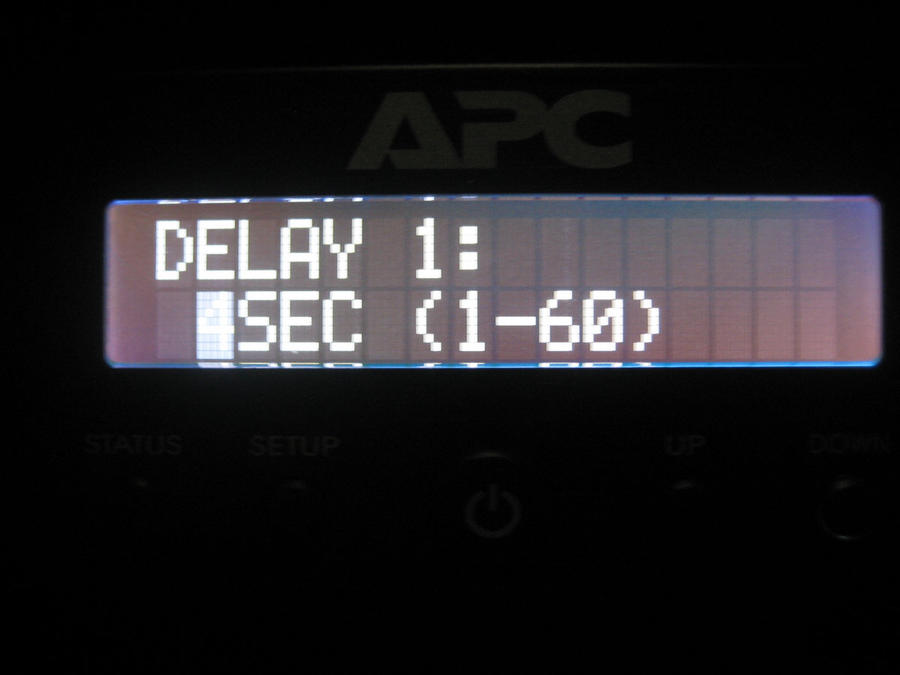 APC
DELAY 1:
4SEC (1-60)
STATUS SETUP UP DOWN